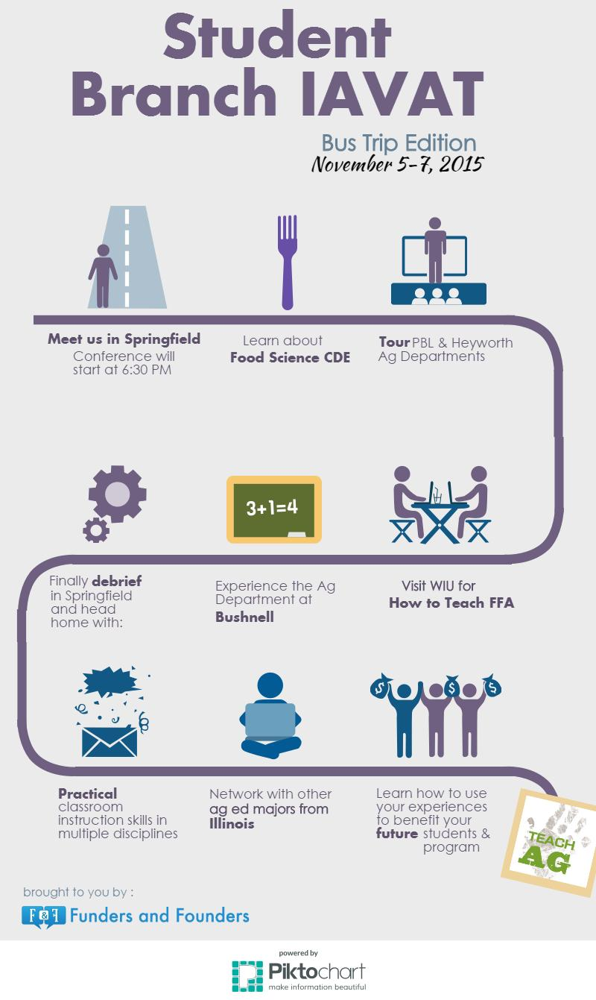 Student
Branch IAVAT
Bus Trip Edition
November 5-7, 2015
Meet us in Springfield
Conference will
start at 6:30 PM
Learn about
Food Science CDE
Tour PBL & Heyworth
Ag Departments
3+1=4
Finally debrief
in Springfield
and head
home with:
Experience the Ag
Department at
Bushnell
Visit WIU for
How to Teach FFA
$ $ $
Practical
classroom
instruction skills in
multiple disciplines
Network with other
ag ed majors from
Illinois
Learn how to use
your experiences
to benefit your
future students &
program
TEACH
AG
brought to you by :
F&F Funders and Founders
powered by
Piktochart
make information beautiful